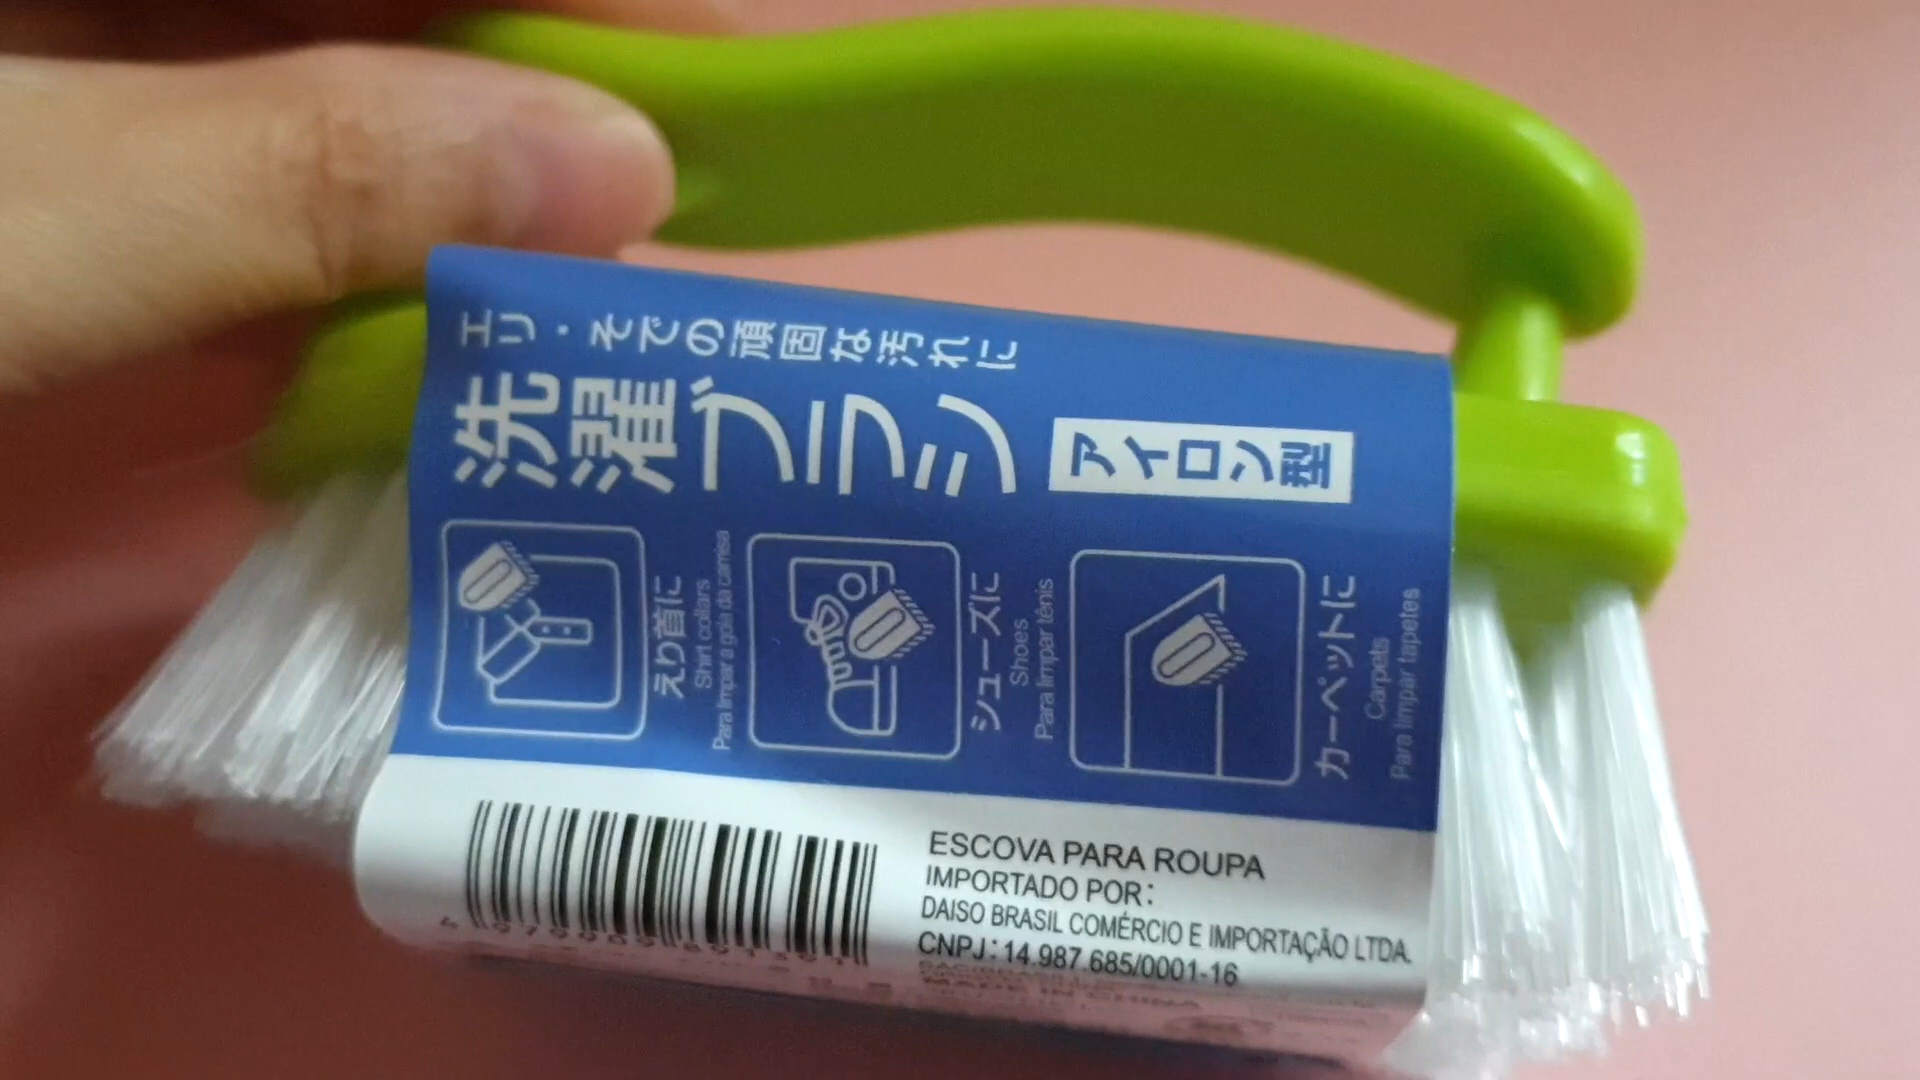 エリ・そでの頑固な汚れに
洗濯ブラシ
アイロン型
えり首に
Shirt collars
Para limpar a gola da camisa
シューズに
Shoes
Para limpar tênis
カーペットに
Carpets
Para limpar tapetes
ESCOVA PARA ROUPA
IMPORTADO POR:
DAISO BRASIL COMÉRCIO E IMPORTAÇÃO LTDA.
CNPJ:14.987.685/0001-16
MADE IN CHINA